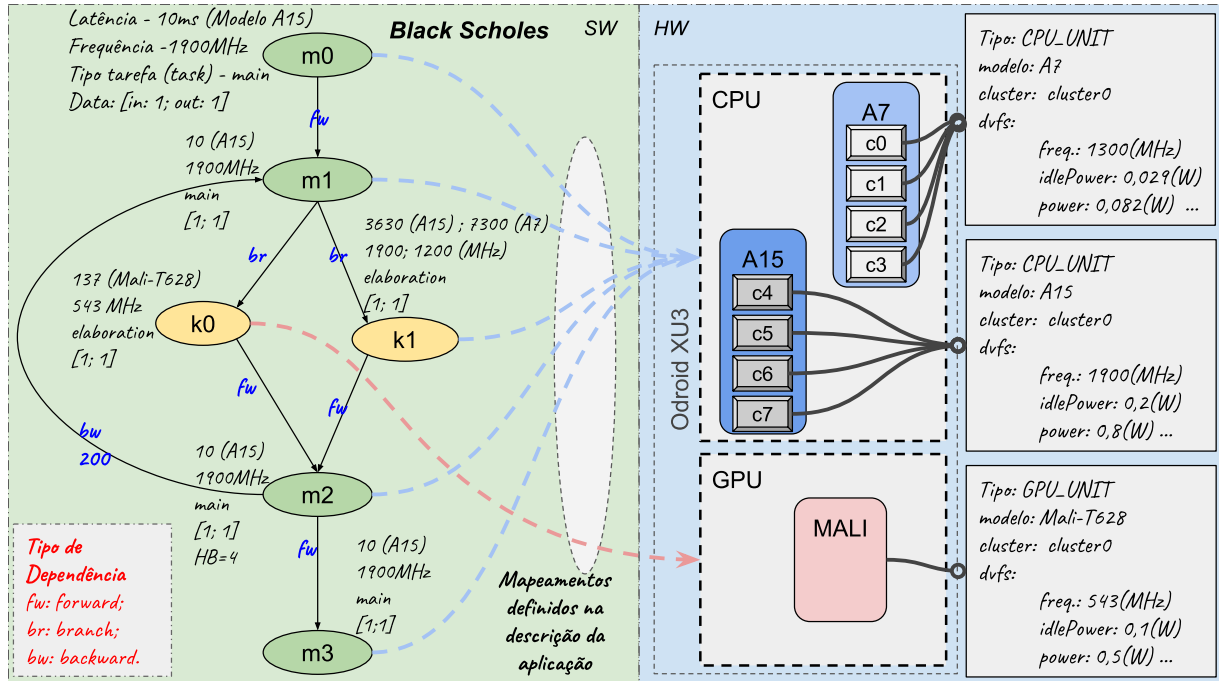 Black Scholes
SW
HW
Latência - 10ms (Modelo A15)
Frequência -1900MHz
Tipo tarefa (task) - main
Data: [in: 1; out: 1]
m0
fw
10 (A15)
1900MHz
main
[1; 1]
m1
br
br
3630 (A15) ; 7300 (A7)
1900; 1200 (MHz)
elaboration
[1; 1]
137 (Mali-T628)
543 MHz
elaboration
[1; 1]
k0
k1
fw
fw
bw
200
10 (A15)
1900MHz
main
[1; 1]
HB=4
m2
fw
10 (A15)
1900MHz
main
[1;1]
m3
Tipo de
Dependência
fw: forward;
br: branch;
bw: backward.
Mapeamentos
definidos na
descrição da
aplicação
Odroid XU3
CPU
A7
c0
c1
c2
c3
A15
c4
c5
c6
c7
GPU
MALI
Tipo: CPU_UNIT
modelo: A7
cluster: cluster0
dvfs:
freq.: 1300(MHz)
idlePower: 0,029(W)
power: 0,082(W) ...
Tipo: CPU_UNIT
modelo: A15
cluster: cluster0
dvfs:
freq.: 1900(MHz)
idlePower: 0,2(W)
power: 0,8(W) ...
Tipo: GPU_UNIT
modelo: Mali-T628
cluster: cluster0
dvfs:
freq.: 543(MHz)
idlePower: 0,1(W)
power: 0,5(W) ...